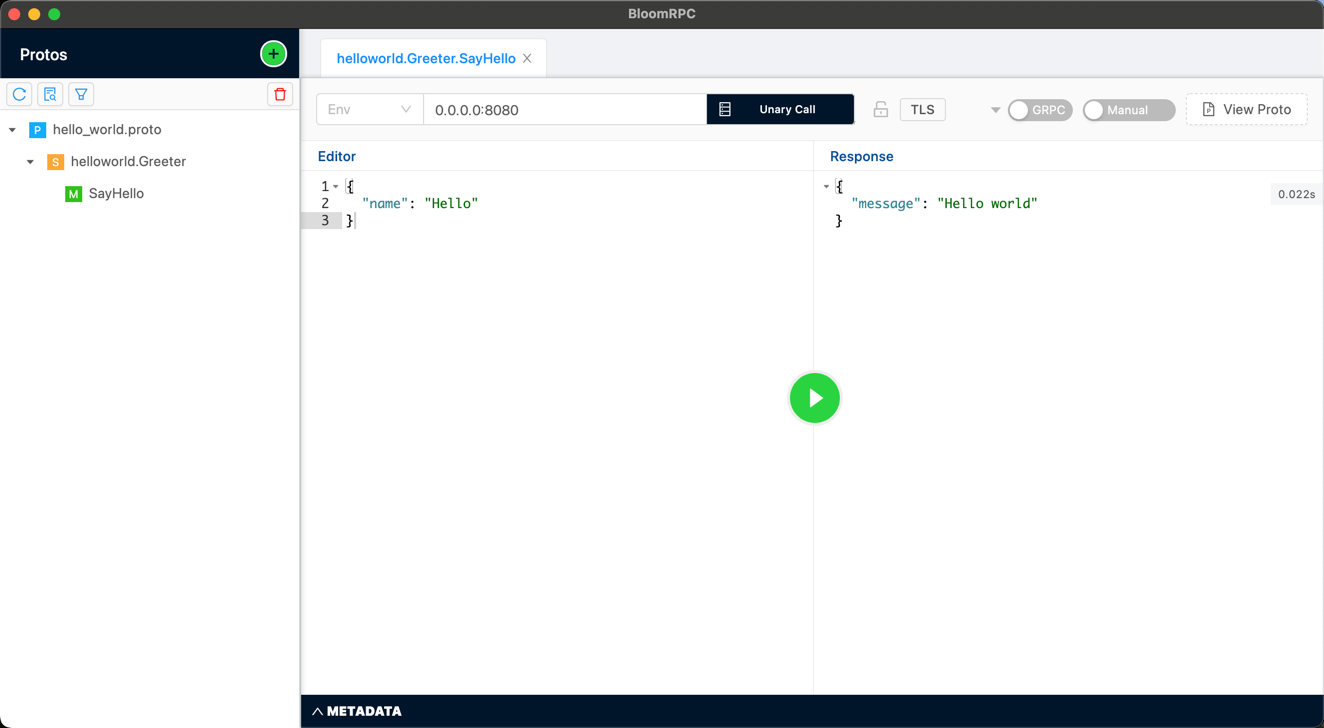 BloomRPC
Protos
helloworld.Greeter.SayHello
Env
0.0.0.0:8080
Unary Call
TLS
GRPC
Manual
View Proto
P hello_world.proto
S helloworld.Greeter
M SayHello
Editor
1 {
2 "name": "Hello"
3 }
Response
{
"message": "Hello world"
}
0.022s
METADATA